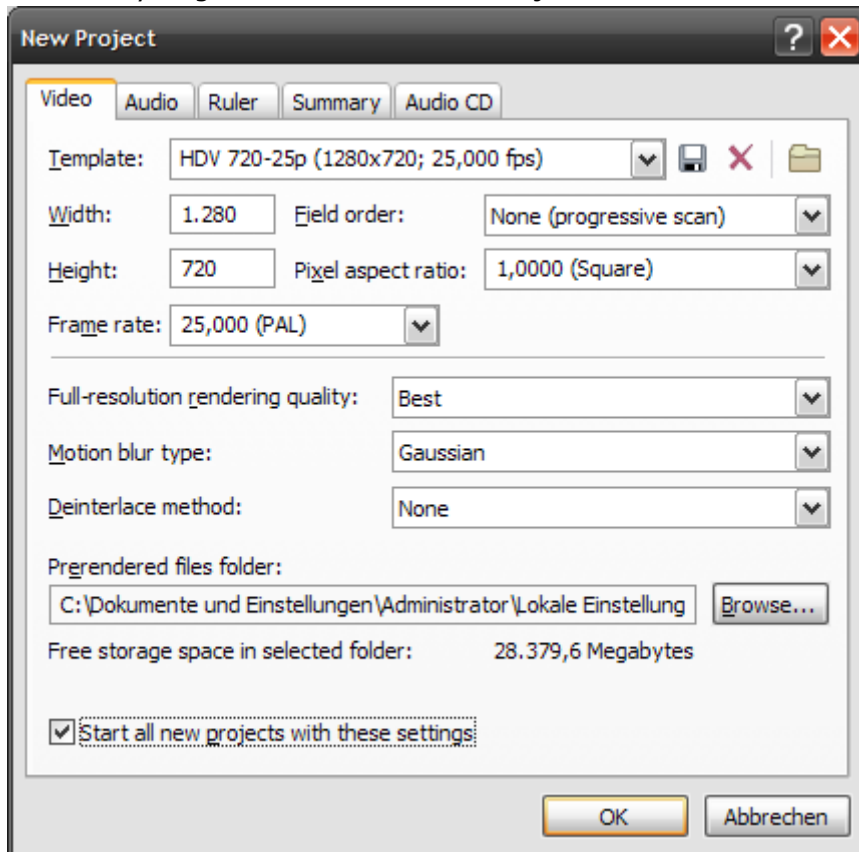 New Project
Video Audio Ruler Summary Audio CD
Template: HDV 720-25p (1280x720; 25,000 fps)
Width: 1.280 Field order: None (progressive scan)
Height: 720 Pixel aspect ratio: 1,0000 (Square)
Frame rate: 25,000 (PAL)
Full-resolution rendering quality: Best
Motion blur type: Gaussian
Deinterlace method: None
Prerendered files folder:
C:\Dokumente und Einstellungen\Administrator\Lokale Einstellung Browse...
Free storage space in selected folder: 28.379,6 Megabytes
Start all new projects with these settings
OK Abbrechen